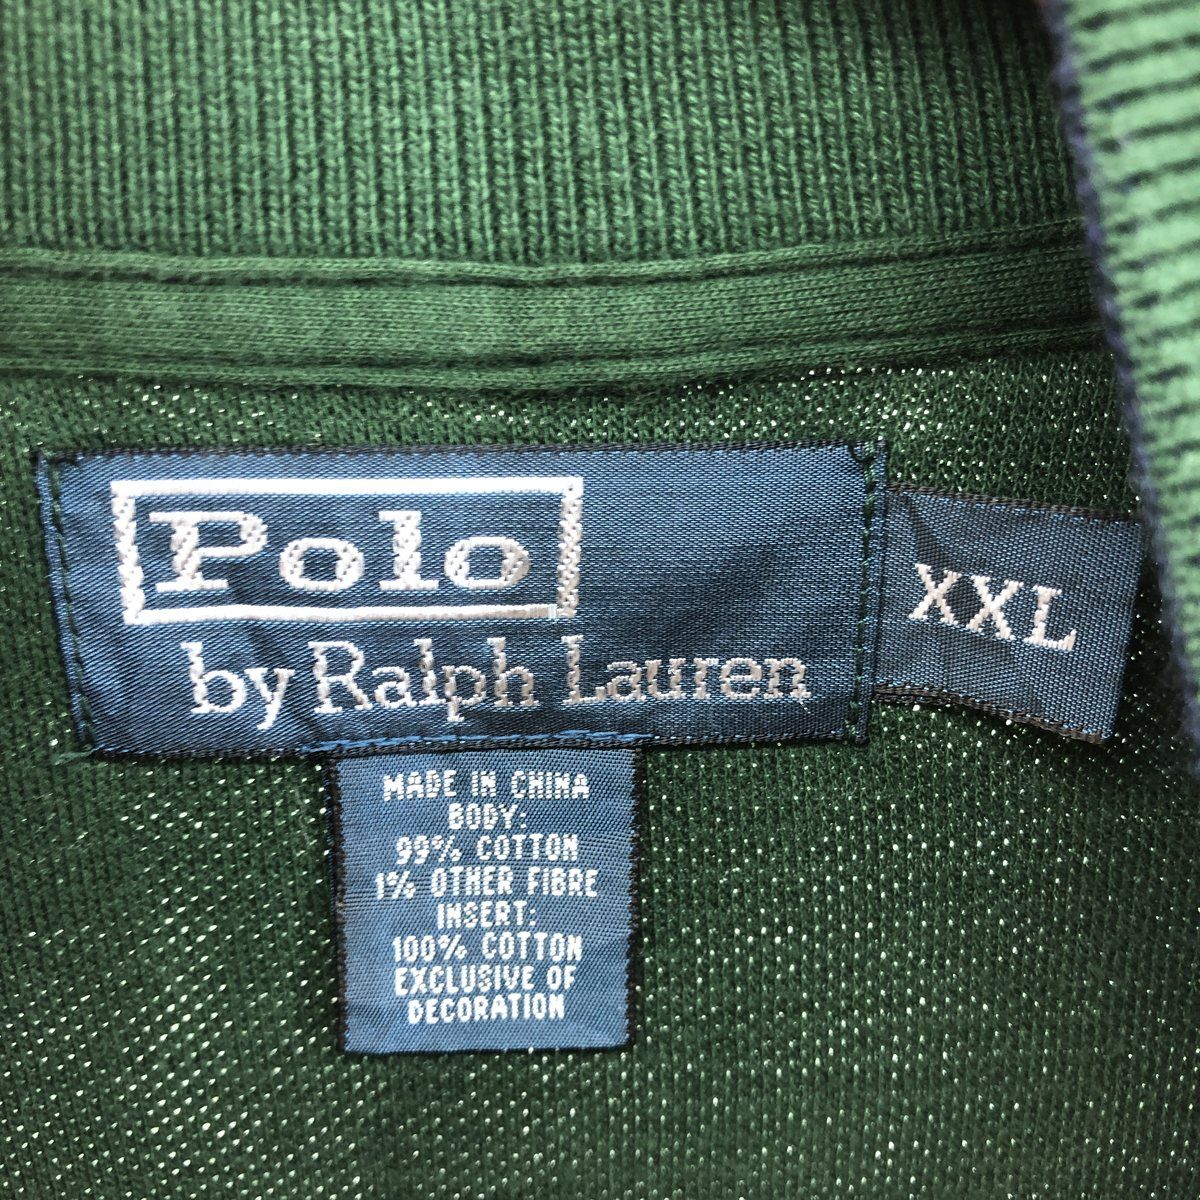 Polo
by Ralph Lauren
XXL
MADE IN CHINA
BODY:
99% COTTON
1% OTHER FIBRE
INSERT:
100% COTTON
EXCLUSIVE OF
DECORATION